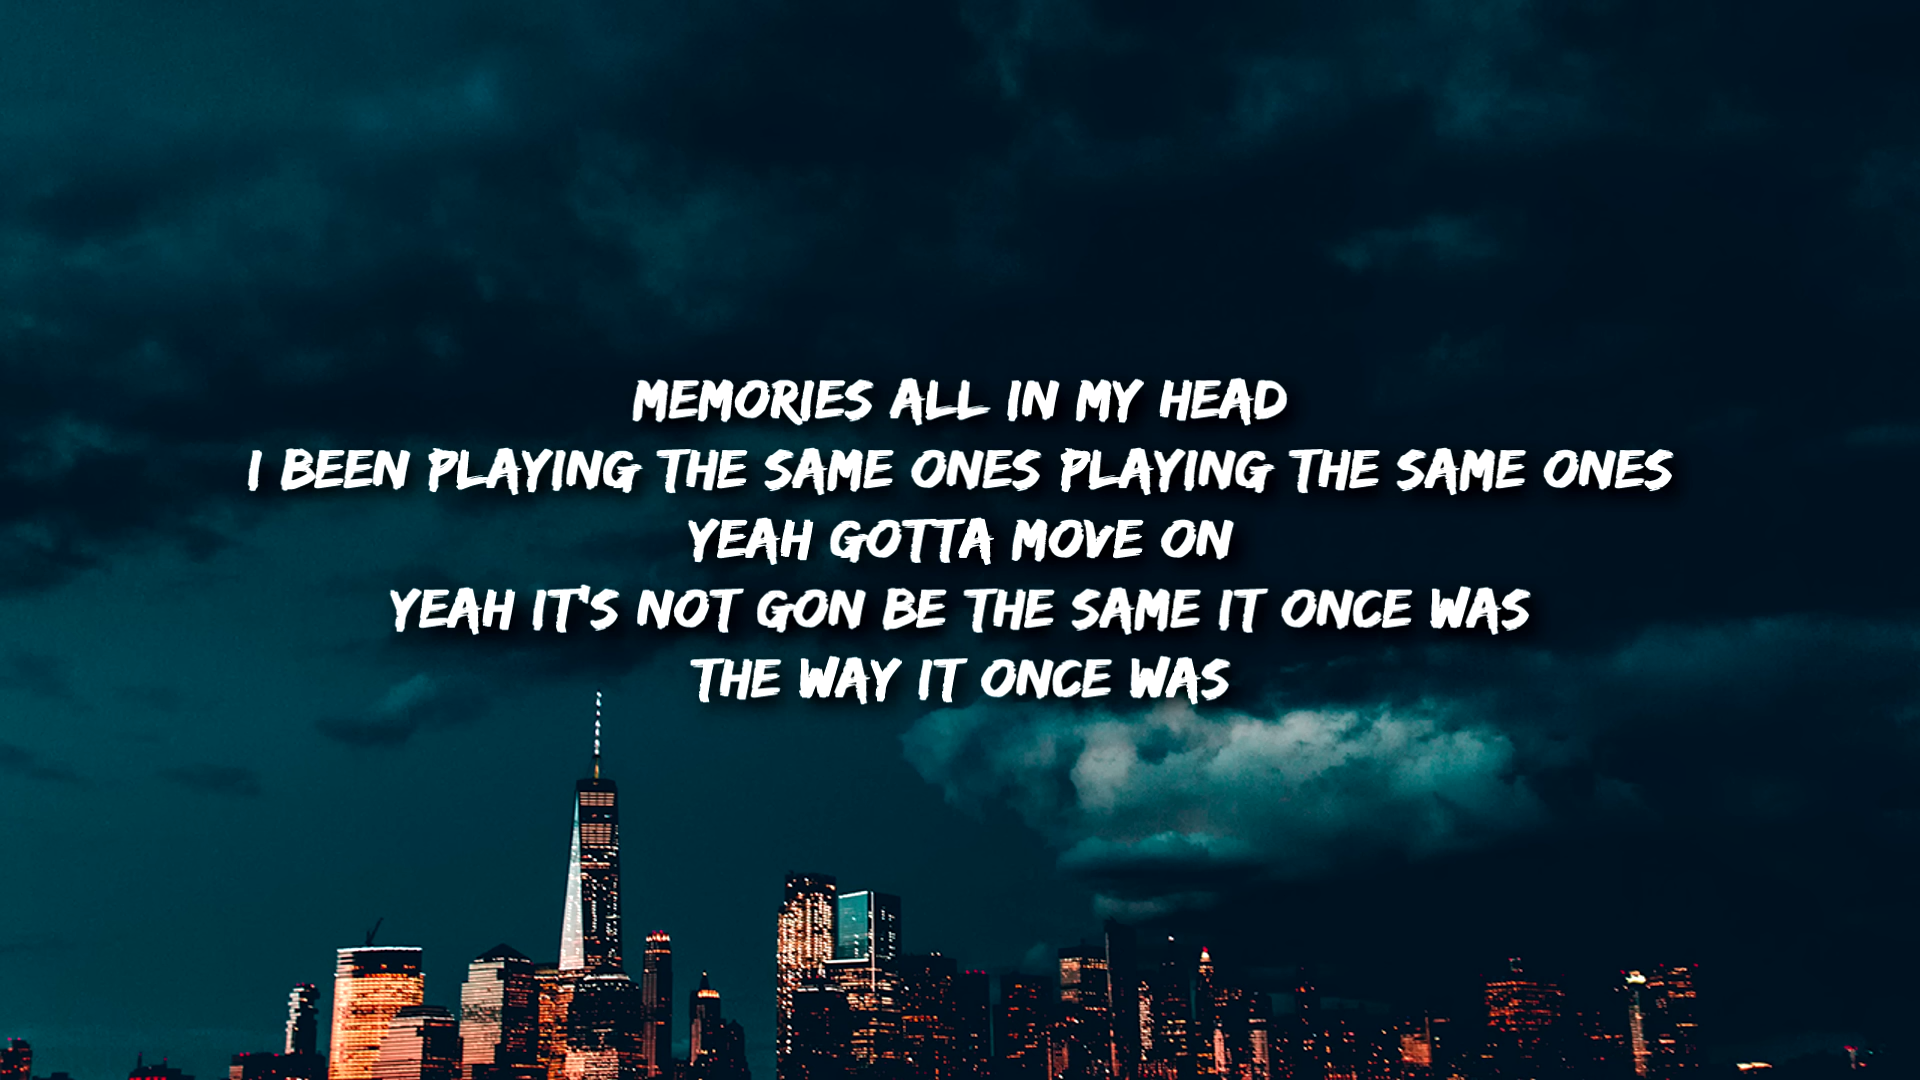 MEMORIES ALL IN MY HEAD
I BEEN PLAYING THE SAME ONES PLAYING THE SAME ONES
YEAH GOTTA MOVE ON
YEAH IT'S NOT GON BE THE SAME IT ONCE WAS
THE WAY IT ONCE WAS